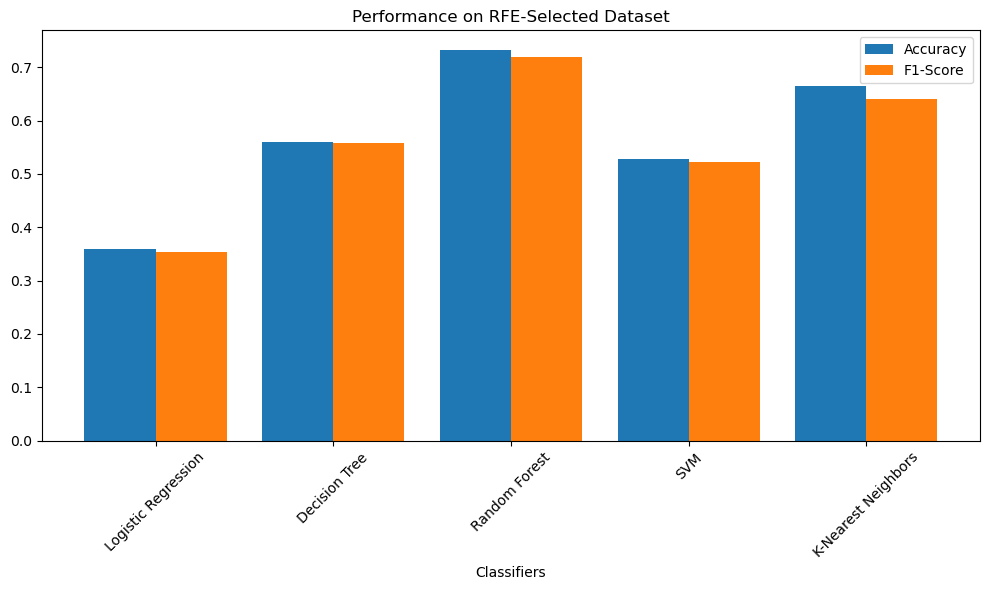 Performance on RFE-Selected Dataset
Accuracy
F1-Score
0.7
0.6
0.5
0.4
0.3
0.2
0.1
0.0
Logistic Regression
Decision Tree
Random Forest
SVM
K-Nearest Neighbors
Classifiers